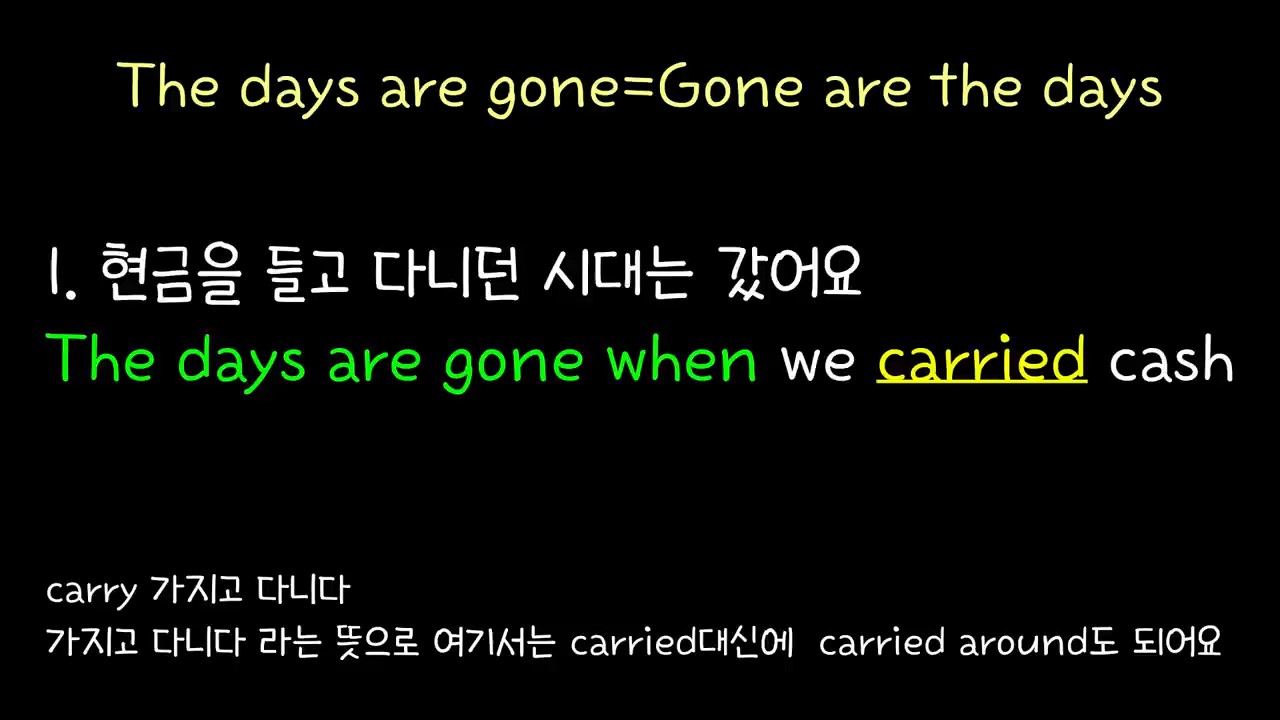 The days are gone=Gone are the days
1. 현금을 들고 다니던 시대는 갔어요
The days are gone when we carried cash
carry 가지고 다니다
가지고 다니다 라는 뜻으로 여기서는 carried대신에 carried around도 되어요